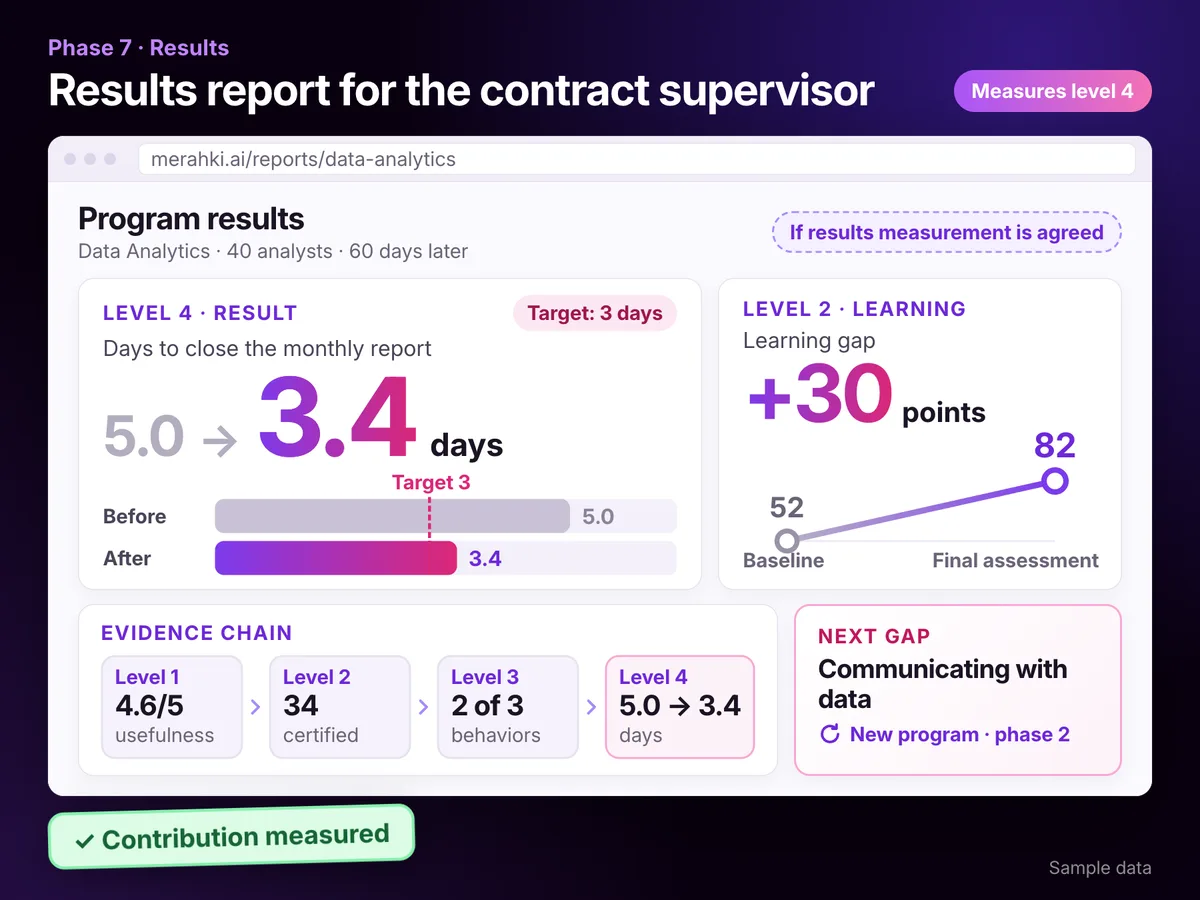 Phase 7 · Results
Results report for the contract supervisor
Measures level 4
merahki.ai/reports/data-analytics
Program results
Data Analytics · 40 analysts · 60 days later
If results measurement is agreed
LEVEL 4 · RESULT
Target: 3 days
Days to close the monthly report
5.0 → 3.4 days
Target 3
Before 5.0
After 3.4
LEVEL 2 · LEARNING
Learning gap
+30 points
82
52
Baseline
Final assessment
EVIDENCE CHAIN
Level 1
4.6/5
usefulness
Level 2
34
certified
Level 3
2 of 3
behaviors
Level 4
5.0 → 3.4
days
NEXT GAP
Communicating with
data
New program · phase 2
✓ Contribution measured
Sample data